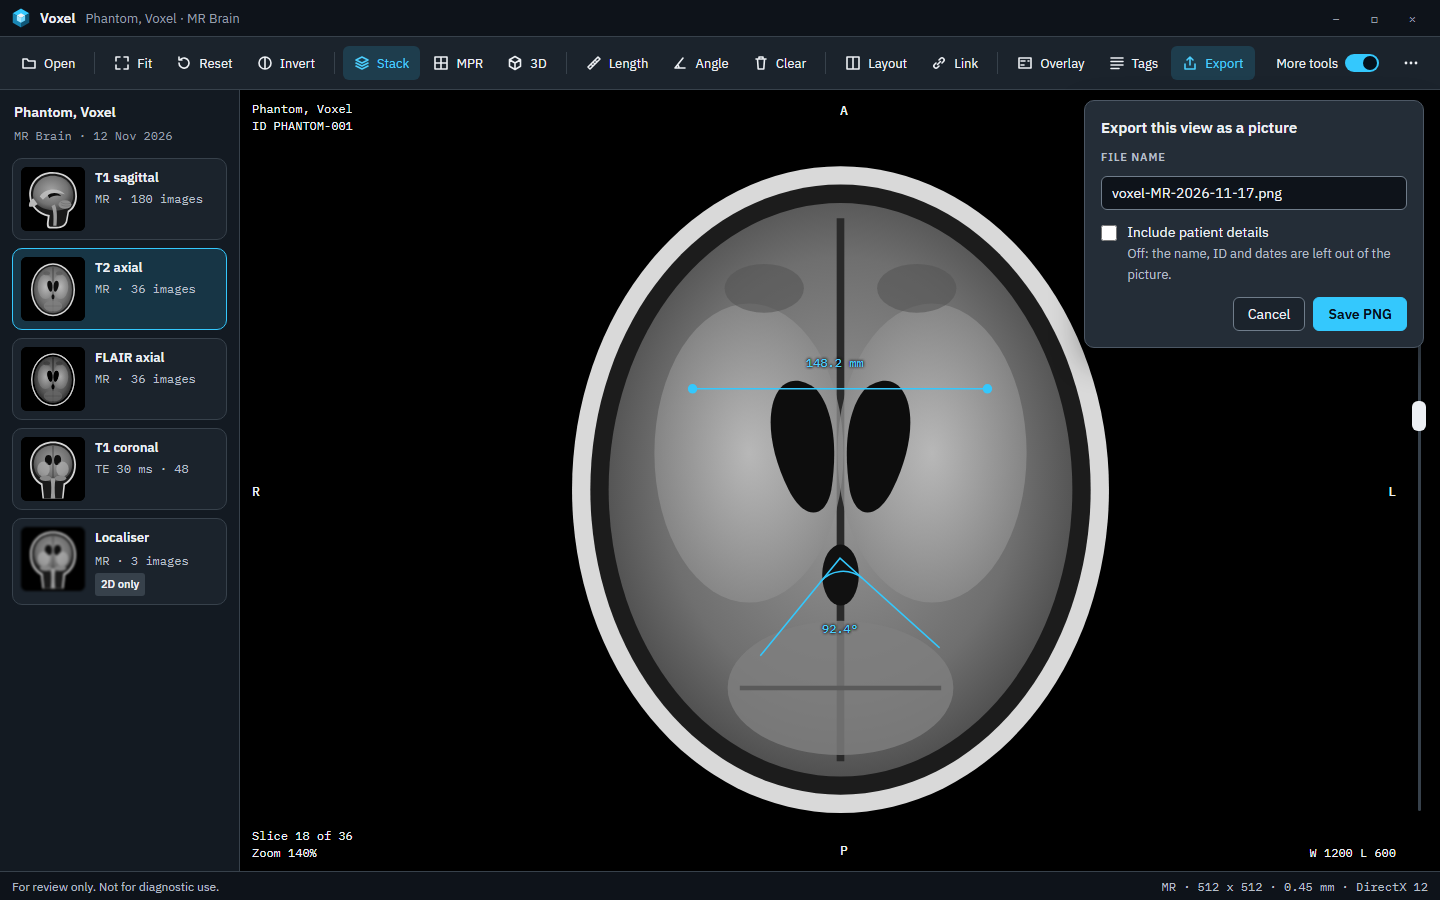 Voxel Phantom, Voxel · MR Brain
Open Fit Reset Invert Stack MPR 3D Length Angle Clear Layout Link Overlay Tags Export More tools
Phantom, Voxel
MR Brain · 12 Nov 2026
T1 sagittal
MR · 180 images
T2 axial
MR · 36 images
FLAIR axial
MR · 36 images
T1 coronal
TE 30 ms · 48
Localiser
MR · 3 images
2D only
Phantom, Voxel
ID PHANTOM-001
A
R
L
P
148.2 mm
92.4°
Slice 18 of 36
Zoom 140%
W 1200 L 600
Export this view as a picture
FILE NAME
voxel-MR-2026-11-17.png
Include patient details
Off: the name, ID and dates are left out of the
picture.
Cancel Save PNG
For review only. Not for diagnostic use.
MR · 512 x 512 · 0.45 mm · DirectX 12